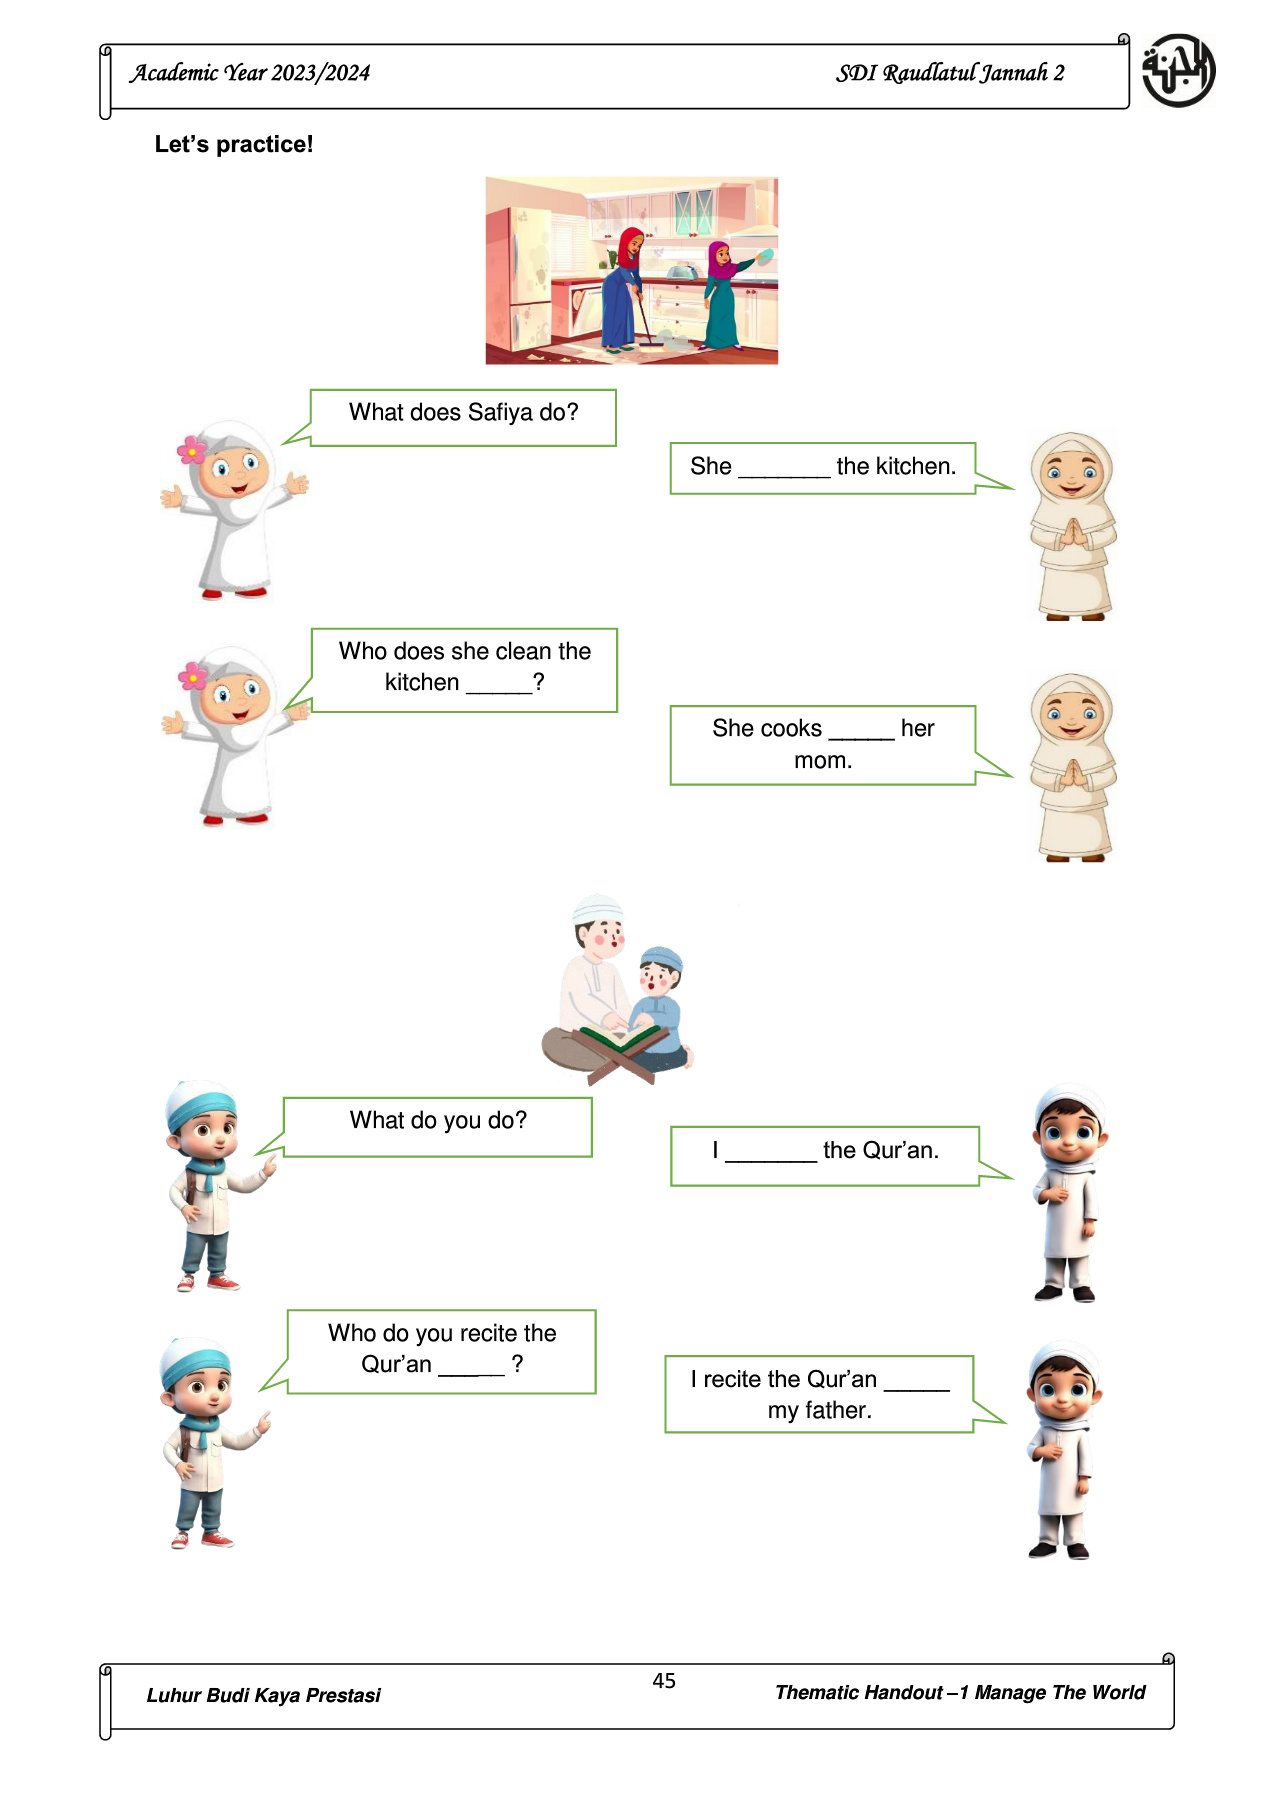 Academic Year 2023/2024 SDI Raudlatul Jannah 2
Let's practice!
What does Safiya do?
She _______ the kitchen.
Who does she clean the
kitchen _____?
She cooks _____ her
mom.
What do you do?
I _______ the Qur'an.
Who do you recite the
Qur'an _____ ?
I recite the Qur'an _____
my father.
45
Luhur Budi Kaya Prestasi
Thematic Handout –1 Manage The World